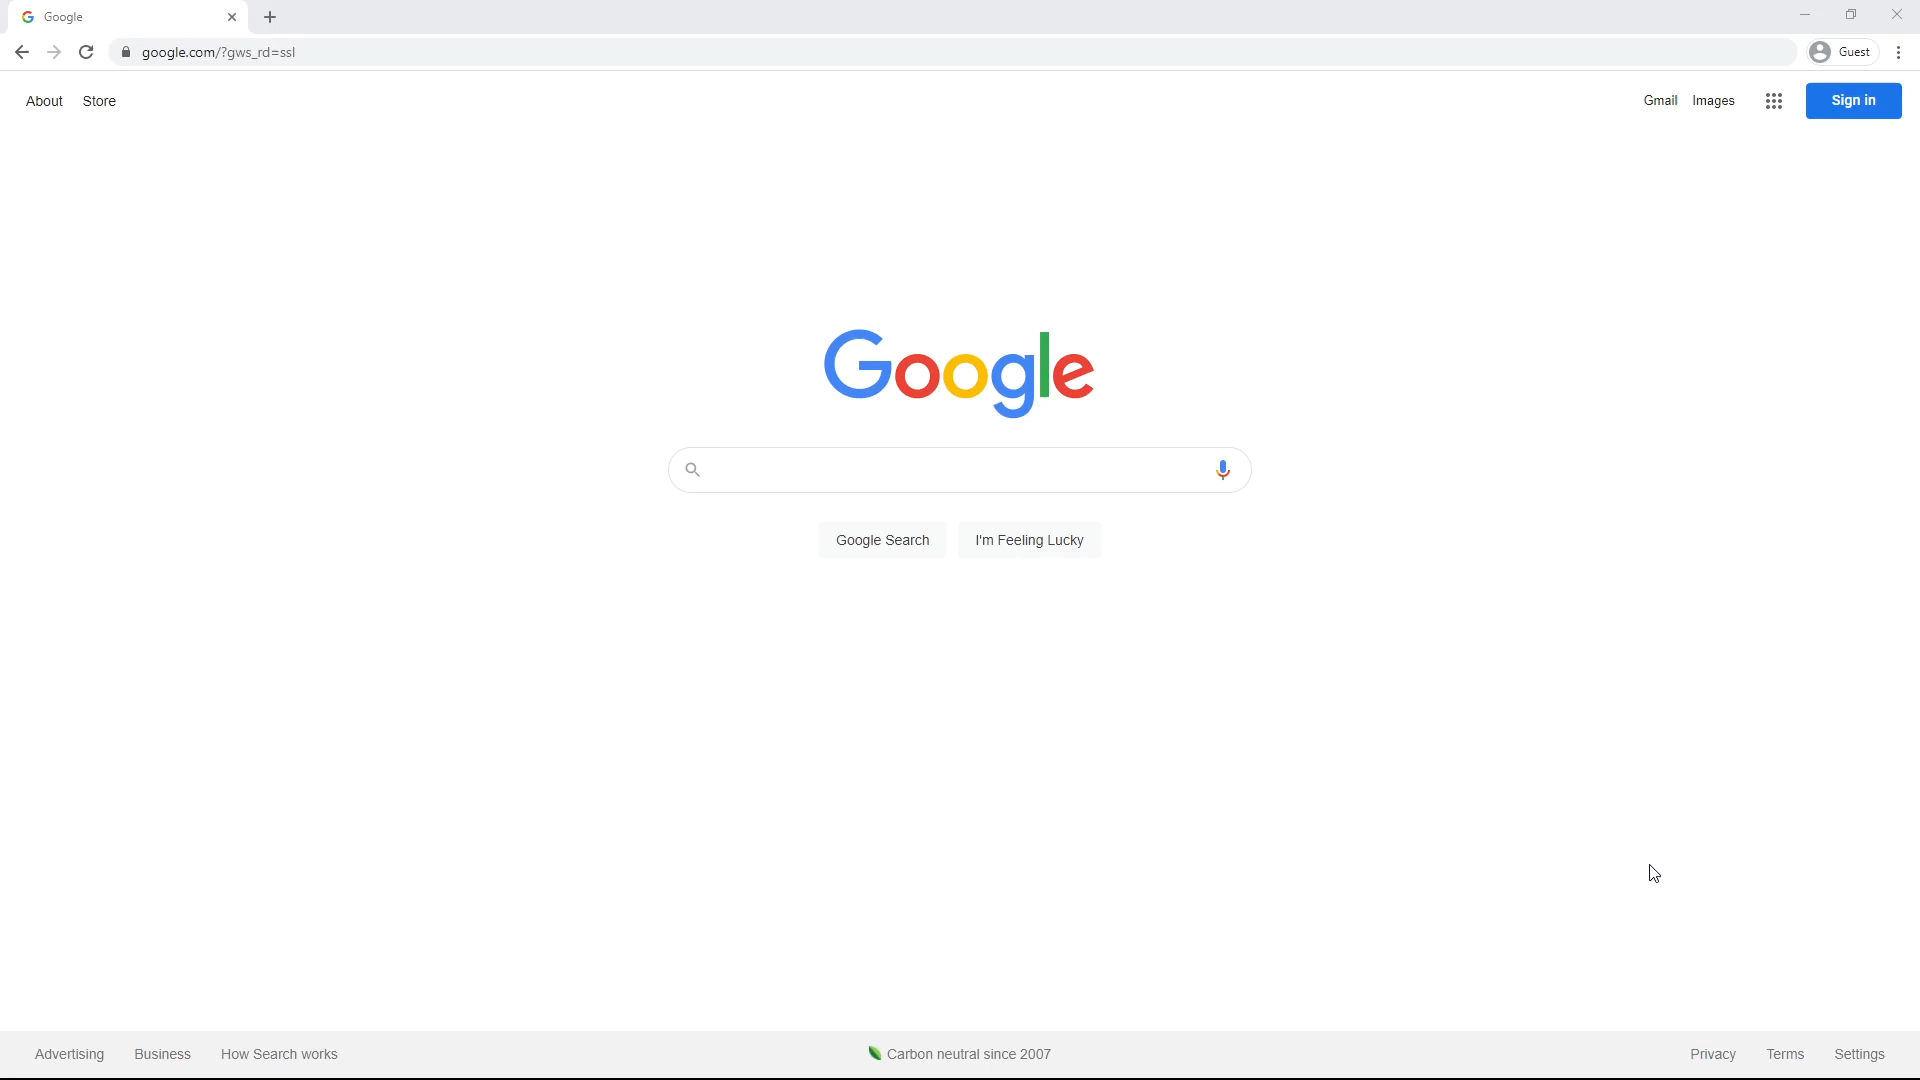 Google
google.com/?gws_rd=ssl
Guest
About Store
Gmail Images Sign in
Google
Google Search I'm Feeling Lucky
Advertising Business How Search works
Carbon neutral since 2007
Privacy Terms Settings